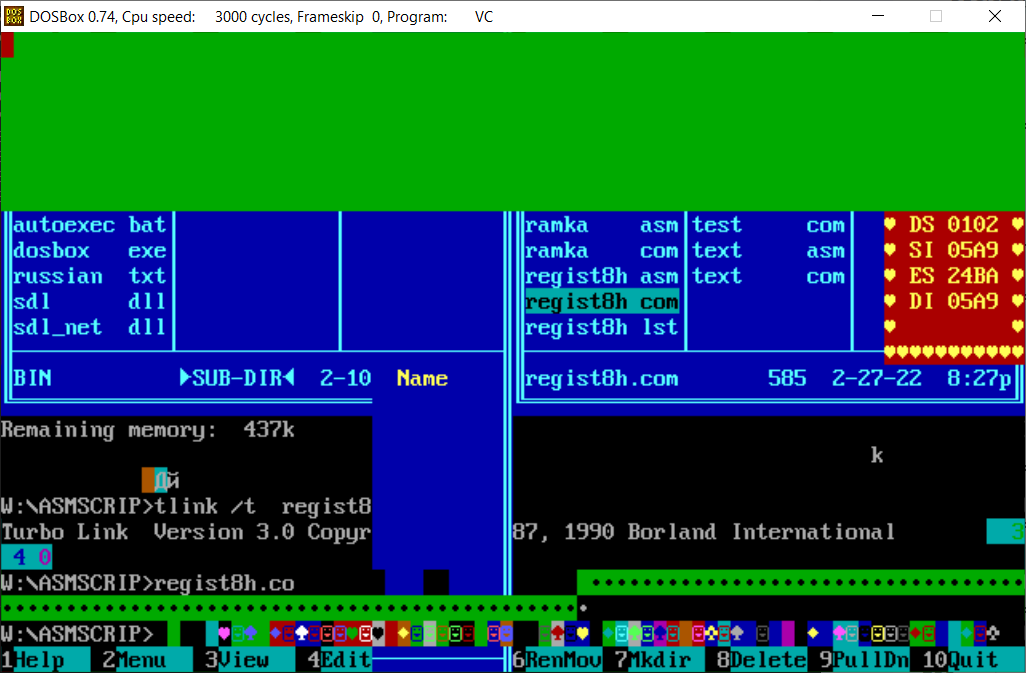 DOSBox 0.74, Cpu speed: 3000 cycles, Frameskip 0, Program: VC
autoexec bat ramka asm test com DS 0102
dosbox exe ramka com text asm SI 05A9
russian txt regist8h asm text com ES 24BA
sdl dll regist8h com DI 05A9
sdl_net dll regist8h lst
BIN ►SUB-DIR◄ 2-10 Name regist8h.com 585 2-27-22 8:27p
Remaining memory: 437k
k
Дй
W:\ASMSCRIP>tlink /t regist8
Turbo Link Version 3.0 Copyr 87, 1990 Borland International 3
4 0
W:\ASMSCRIP>regist8h.co
W:\ASMSCRIP>
1Help 2Menu 3View 4Edit 6RenMov 7Mkdir 8Delete 9PullDn 10Quit